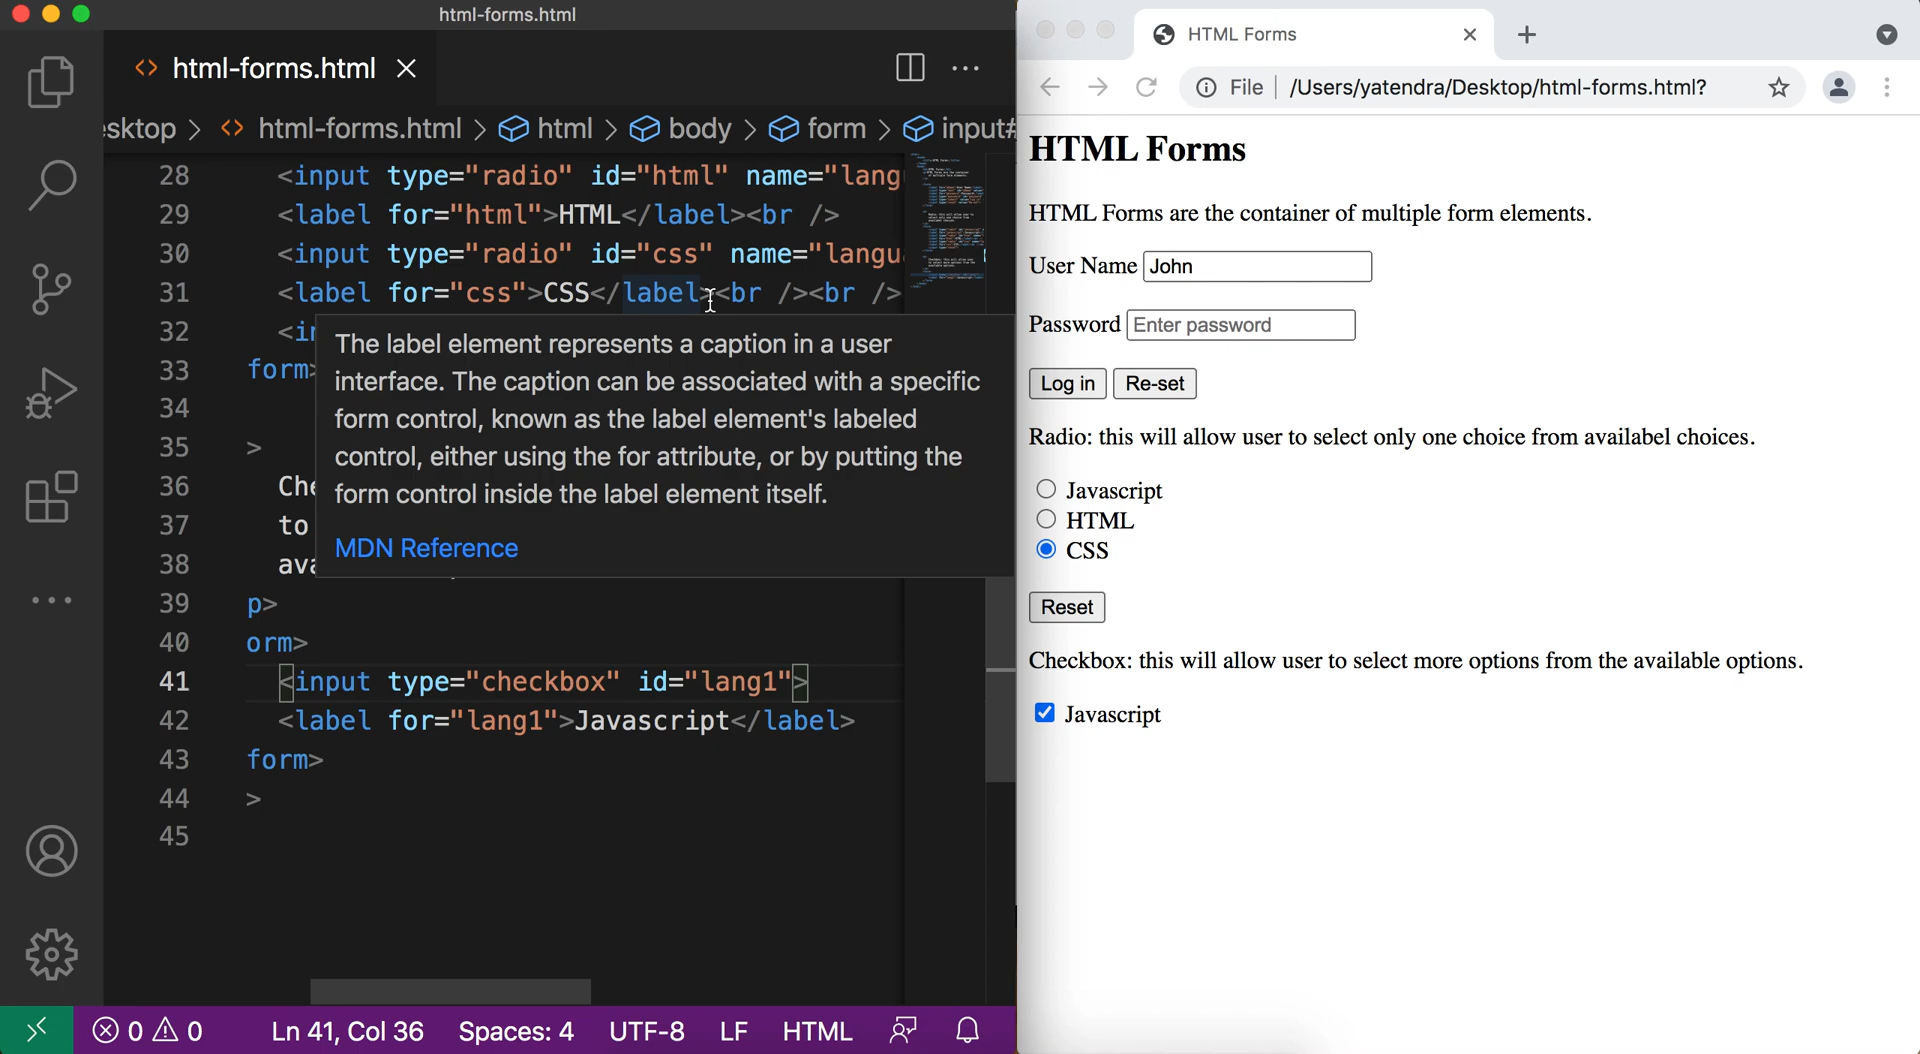 html-forms.html
html-forms.html
esktop > html-forms.html > html > body > form > input#
28 <input type="radio" id="html" name="lang
29 <label for="html">HTML</label><br />
30 <input type="radio" id="css" name="langu
31 <label for="css">CSS</label><br /><br />
32 <in
33 form>
34
35 >
36 Che
37 to
38 ava
39 p>
40 orm>
41 <input type="checkbox" id="lang1">
42 <label for="lang1">Javascript</label>
43 form>
44 >
45
The label element represents a caption in a user
interface. The caption can be associated with a specific
form control, known as the label element's labeled
control, either using the for attribute, or by putting the
form control inside the label element itself.
MDN Reference
0 0 Ln 41, Col 36 Spaces: 4 UTF-8 LF HTML
HTML Forms
File /Users/yatendra/Desktop/html-forms.html?
HTML Forms
HTML Forms are the container of multiple form elements.
User Name John
Password Enter password
Log in Re-set
Radio: this will allow user to select only one choice from availabel choices.
Javascript
HTML
CSS
Reset
Checkbox: this will allow user to select more options from the available options.
Javascript